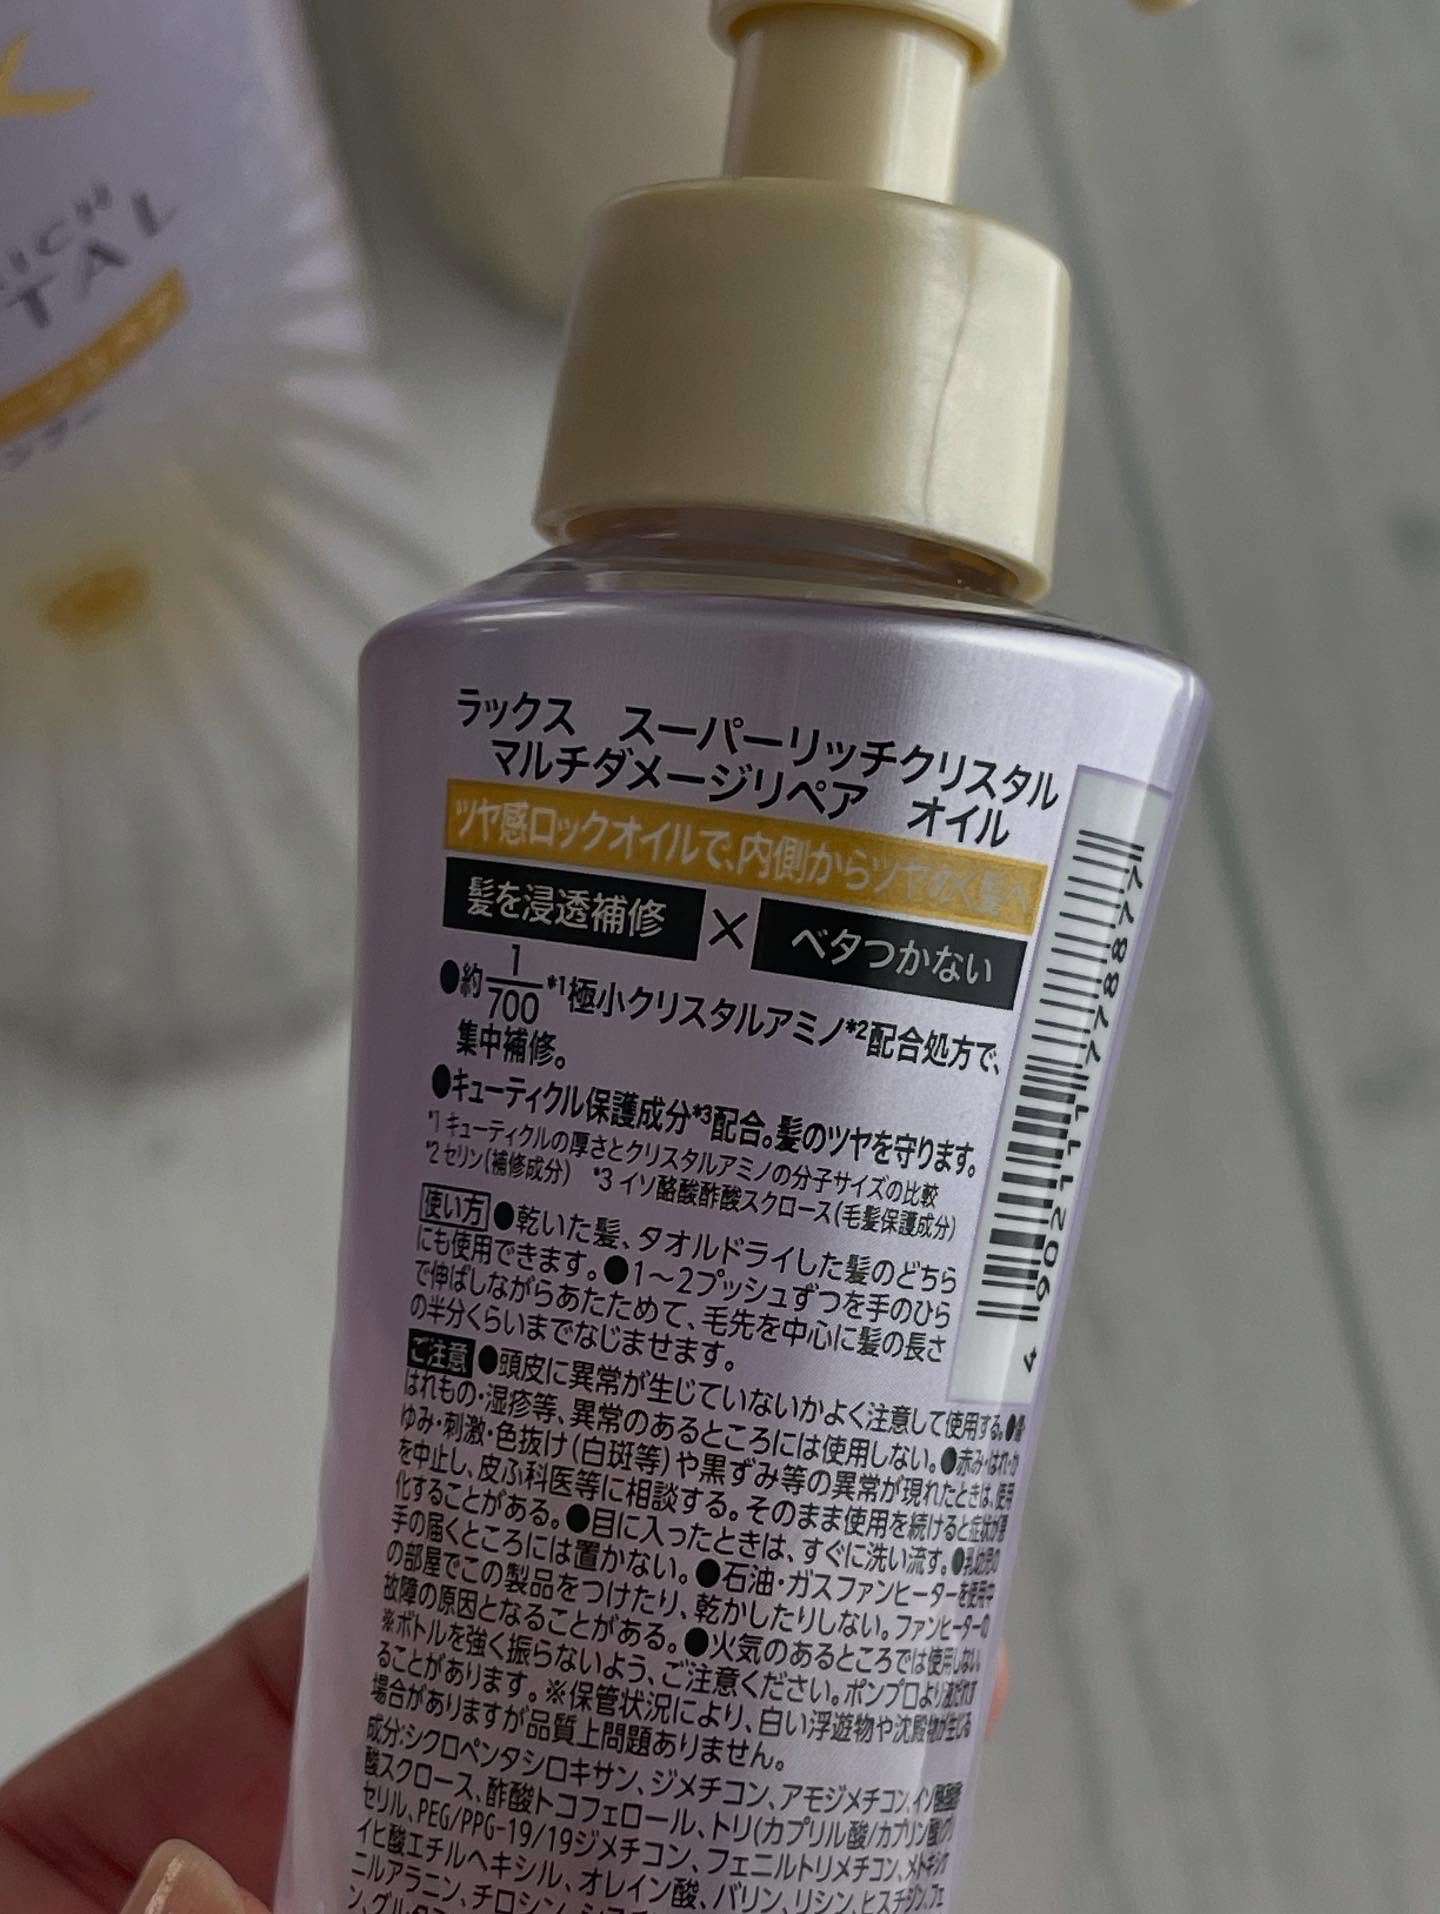 ICH
TAL
ラックス スーパーリッチクリスタル
マルチダメージリペア オイル
ツヤ感ロックオイルで、内側からツヤめく髪へ
髪を浸透補修 × ベタつかない
●約1/700*1極小クリスタルアミノ*2配合処方で、
集中補修。
●キューティクル保護成分*3配合。髪のツヤを守ります。
*1 キューティクルの厚さとクリスタルアミノの分子サイズの比較
*2 セリン(補修成分) *3 イソ酪酸酢酸スクロース(毛髪保護成分)
使い方 ●乾いた髪、タオルドライした髪のどちら
にも使用できます。●1～2プッシュずつを手のひら
で伸ばしながらあたためて、毛先を中心に髪の長さ
の半分くらいまでなじませます。
ご注意 ●頭皮に異常が生じていないかよく注意して使用する。●
はれもの・湿疹等、異常のあるところには使用しない。●赤み・はれ・か
ゆみ・刺激・色抜け(白斑等)や黒ずみ等の異常が現れたときは、使用
を中止し、皮ふ科医等に相談する。そのまま使用を続けると症状が悪
化することがある。●目に入ったときは、すぐに洗い流す。●乳幼児の
手の届くところには置かない。●石油・ガスファンヒーターを使用中
の部屋でこの製品をつけたり、乾かしたりしない。ファンヒーターの
故障の原因となることがある。●火気のあるところでは使用しない。
※ボトルを強く振らないよう、ご注意ください。ポンプ口より液だれす
ることがあります。※保管状況により、白い浮遊物や沈殿物が生じる
場合がありますが品質上問題ありません。
成分:シクロペンタシロキサン、ジメチコン、アモジメチコン、イソ酪酸酢
酸スクロース、酢酸トコフェロール、トリ(カプリル酸/カプリン酸)グリ
セリル、PEG/PPG-19/19ジメチコン、フェニルトリメチコン、メトキシケ
イヒ酸エチルヘキシル、オレイン酸、バリン、リシン、ヒスチジン、フェ
ニルアラニン、チロシン、
4 902111 778877